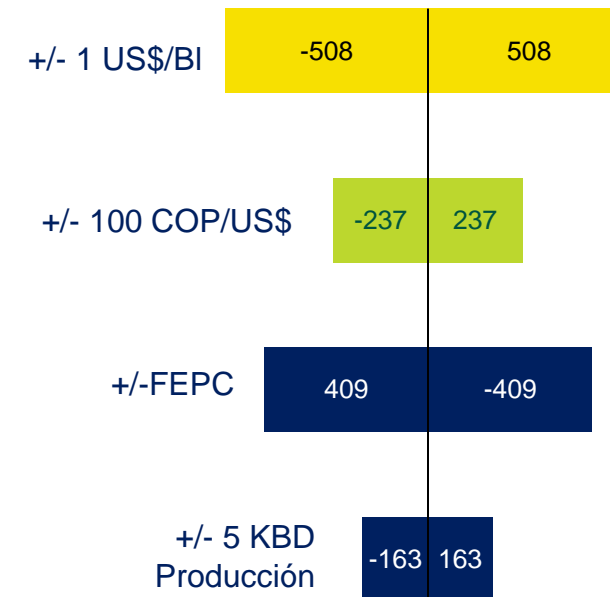 +/- 1 US$/Bl -508 508
+/- 100 COP/US$ -237 237
+/-FEPC 409 -409
+/- 5 KBD
Producción -163 163